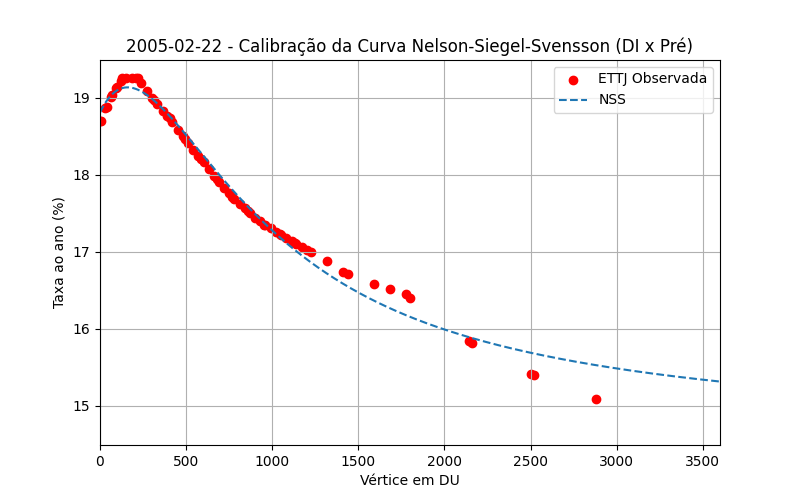 2005-02-22 - Calibração da Curva Nelson-Siegel-Svensson (DI x Pré)
ETTJ Observada
NSS
Taxa ao ano (%)
19
18
17
16
15
0 500 1000 1500 2000 2500 3000 3500
Vértice em DU